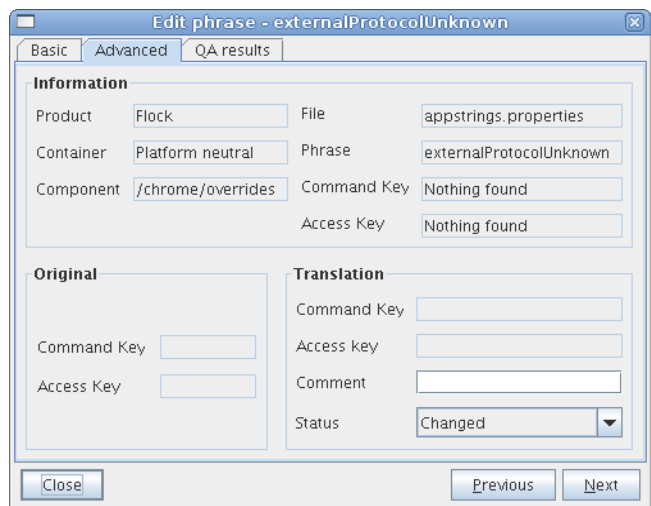 Edit phrase - externalProtocolUnknown
Basic Advanced QA results
Information
Product Flock File appstrings.properties
Container Platform neutral Phrase externalProtocolUnknown
Component /chrome/overrides Command Key Nothing found
Access Key Nothing found
Original Translation
Command Key
Command Key Access key
Access Key Comment
Status Changed
Close Previous Next